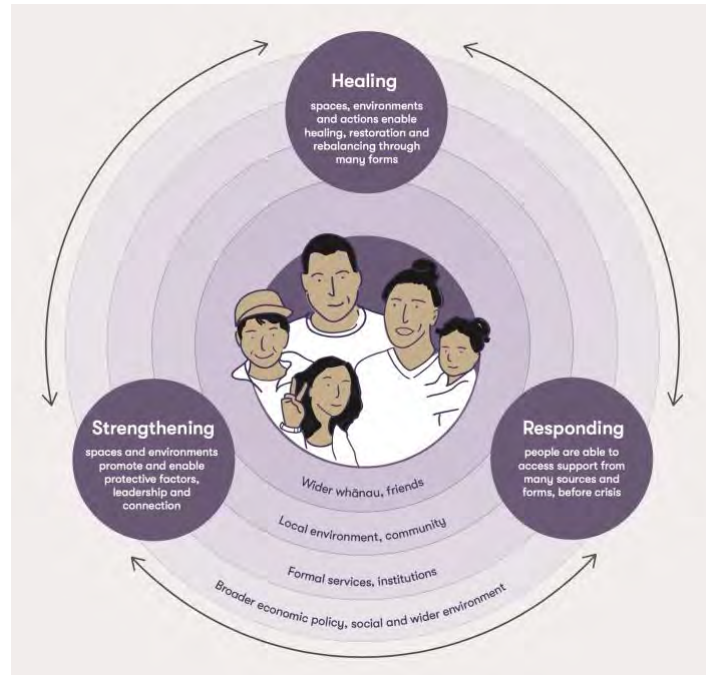 Healing
spaces, environments
and actions enable
healing, restoration and
rebalancing through
many forms
Strengthening
spaces and environments
promote and enable
protective factors,
leadership and
connection
Responding
people are able to
access support from
many sources and
forms, before crisis
Wider whānau, friends
Local environment, community
Formal services, institutions
Broader economic policy, social and wider environment